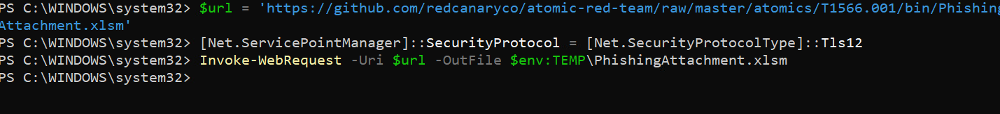 PS C:\WINDOWS\system32> $url = 'https://github.com/redcanaryco/atomic-red-team/raw/master/atomics/T1566.001/bin/Phishing
Attachment.xlsm'
PS C:\WINDOWS\system32> [Net.ServicePointManager]::SecurityProtocol = [Net.SecurityProtocolType]::Tls12
PS C:\WINDOWS\system32> Invoke-WebRequest -Uri $url -OutFile $env:TEMP\PhishingAttachment.xlsm
PS C:\WINDOWS\system32>